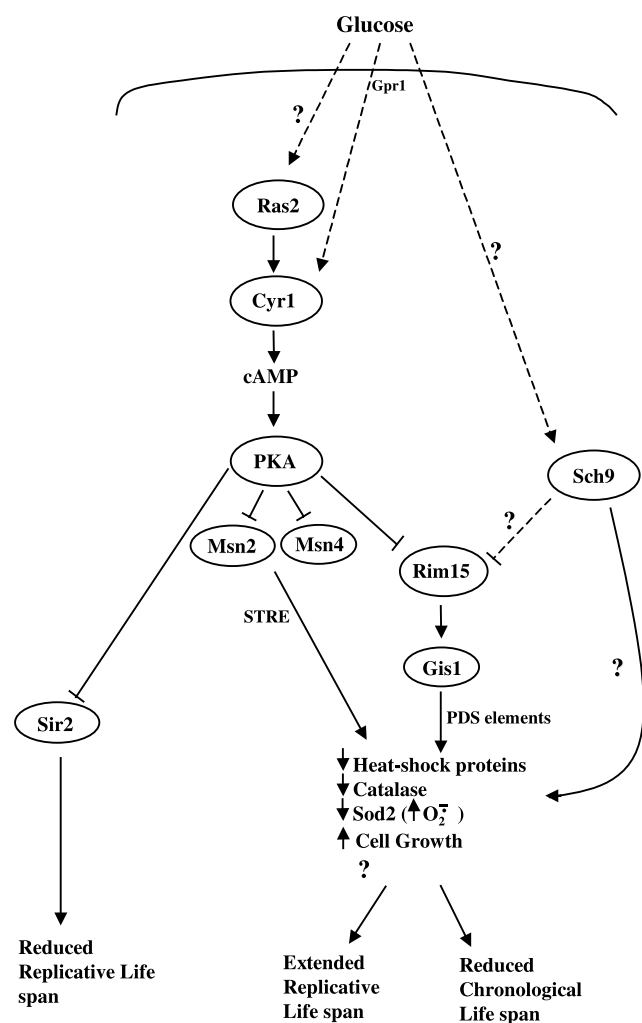 Glucose
Gpr1
?
Ras2
?
Cyr1
cAMP
PKA
Sch9
?
Msn2
Msn4
Rim15
STRE
Gis1
?
Sir2
PDS elements
↓ Heat-shock proteins
↓ Catalase
↓ Sod2 (↑ O₂⁻̇ )
↑ Cell Growth
?
Reduced
Replicative Life
span
Extended
Replicative
Life span
Reduced
Chronological
Life span